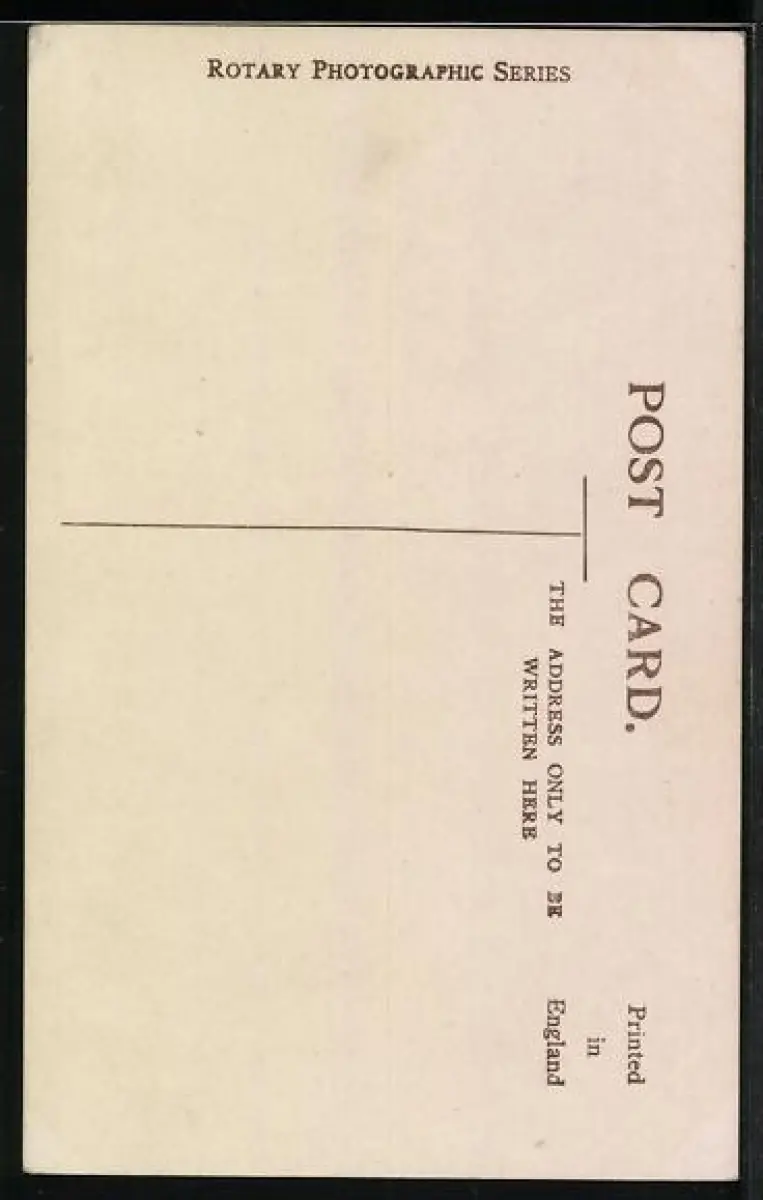 ROTARY PHOTOGRAPHIC SERIES
POST CARD.
THE ADDRESS ONLY TO BE
WRITTEN HERE
Printed
in
England